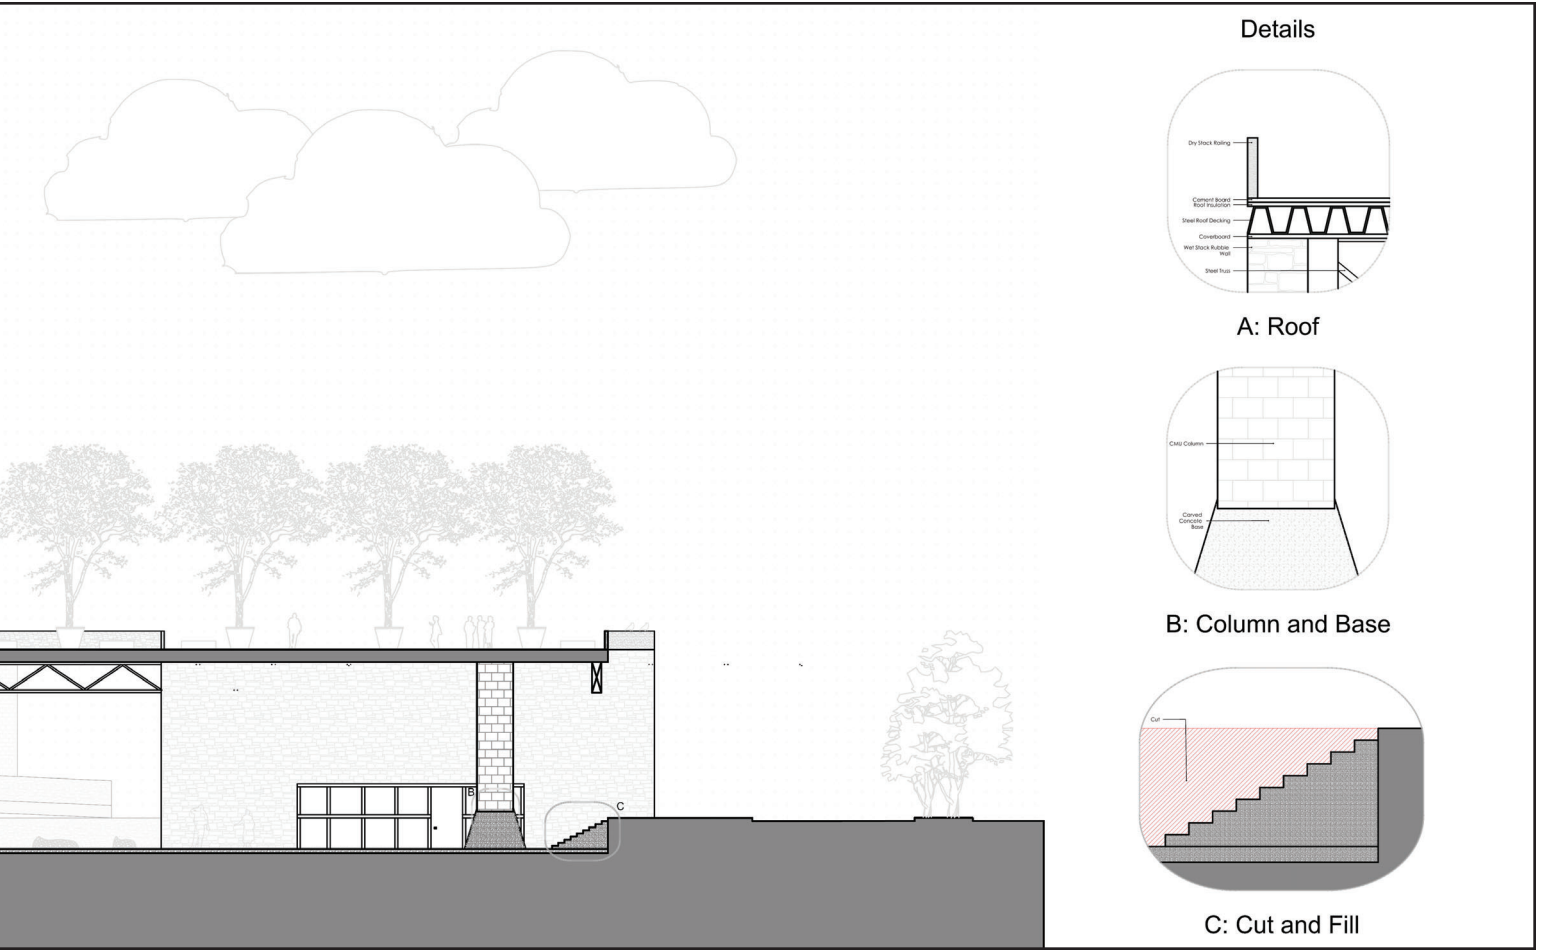 Details
Dry Stack Railing
Cement Board
Roof Insulation
Steel Roof Decking
Coverboard
Wet Stack Rubble
Wall
Steel Truss
A: Roof
CMU Column
Carved
Concrete
Base
B: Column and Base
Cut
C: Cut and Fill
B
C